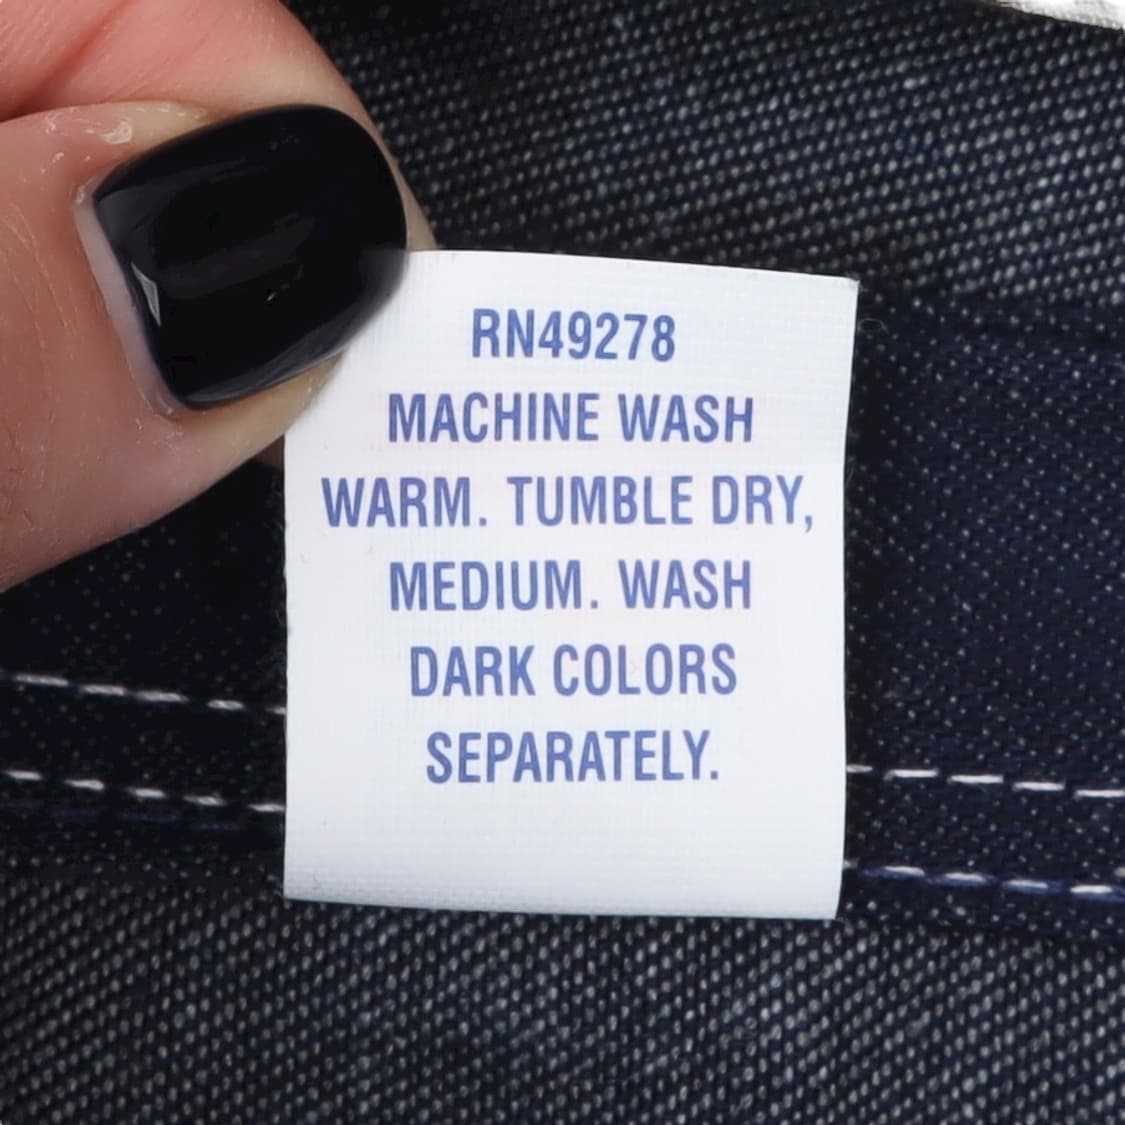 RN49278
MACHINE WASH
WARM. TUMBLE DRY,
MEDIUM. WASH
DARK COLORS
SEPARATELY.